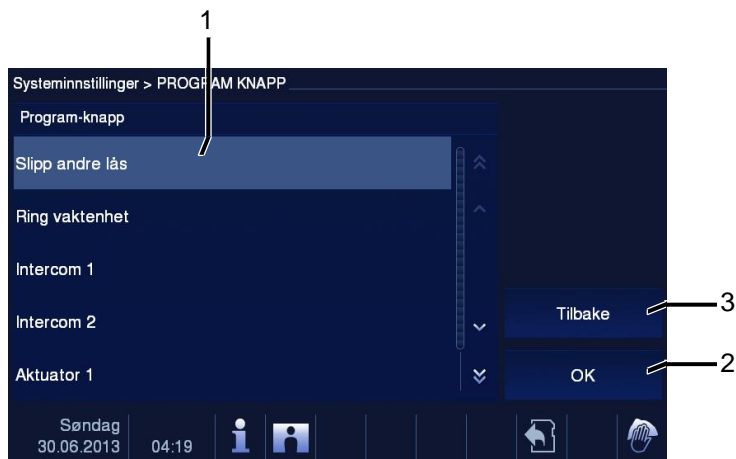 1
Systeminnstillinger > PROGRAM KNAPP
Program-knapp
Slipp andre lås
Ring vaktenhet
Intercom 1
Intercom 2
Aktuator 1
Tilbake
3
OK
2
Søndag
30.06.2013 04:19